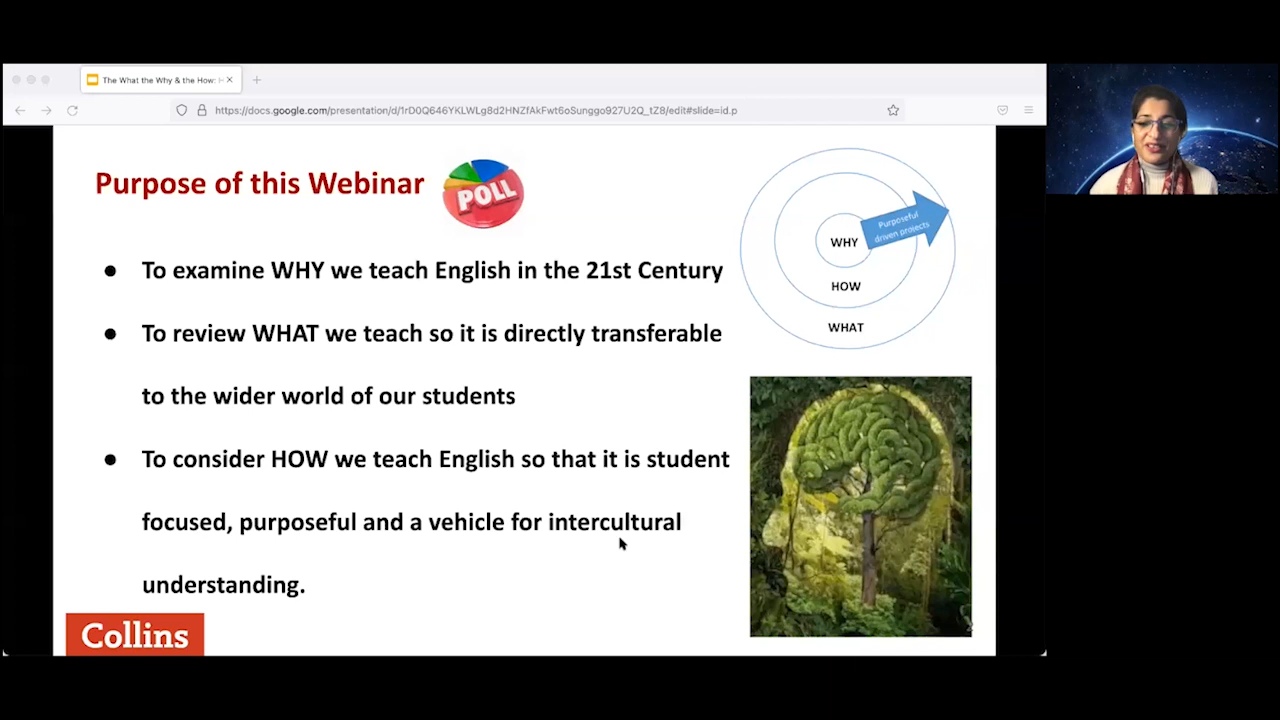 The What the Why & the How: H
https://docs.google.com/presentation/d/1rD0Q646YKLWLg8d2HNZfAkFwt6oSunggo927U2Q_tZ8/edit#slide=id.p
Purpose of this Webinar
POLL
● To examine WHY we teach English in the 21st Century
● To review WHAT we teach so it is directly transferable
to the wider world of our students
● To consider HOW we teach English so that it is student
focused, purposeful and a vehicle for intercultural
understanding.
Purposeful
driven projects
WHY
HOW
WHAT
Collins